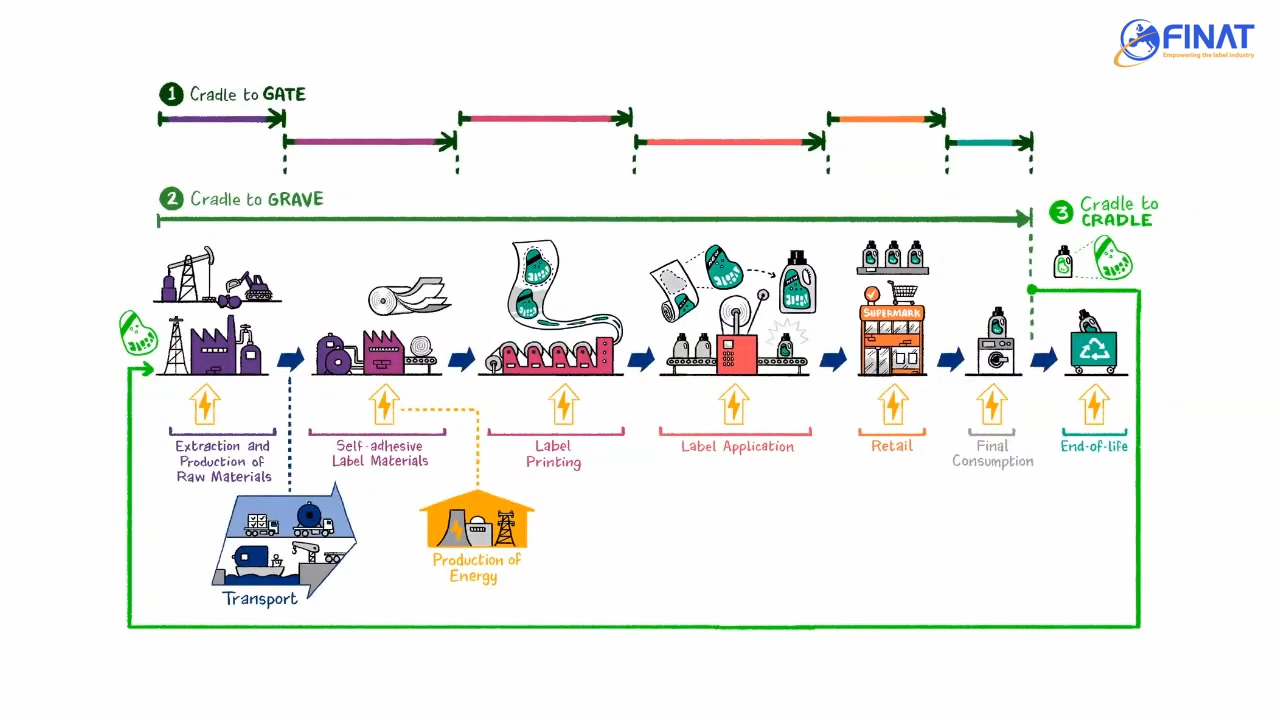 FINAT
Empowering the label industry
1 Cradle to GATE
2 Cradle to GRAVE
3 Cradle to
CRADLE
SUPERMARK
Extraction and
Production of
Raw Materials
Self-adhesive
Label Materials
Label
Printing
Label Application
Retail
Final
Consumption
End-of-life
Transport
Production of
Energy